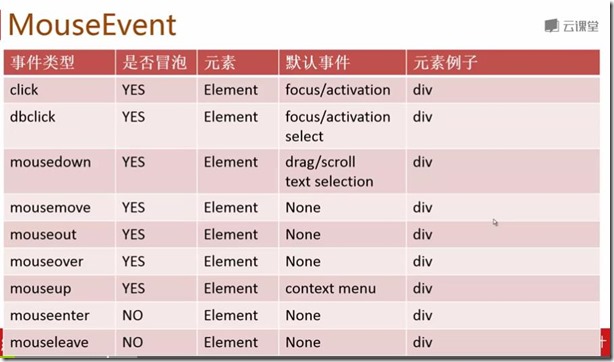 MouseEvent
云课堂
事件类型 是否冒泡 元素 默认事件 元素例子
click YES Element focus/activation div
dbclick YES Element focus/activation div
select
mousedown YES Element drag/scroll div
text selection
mousemove YES Element None div
mouseout YES Element None div
mouseover YES Element None div
mouseup YES Element context menu div
mouseenter NO Element None div
mouseleave NO Element None div